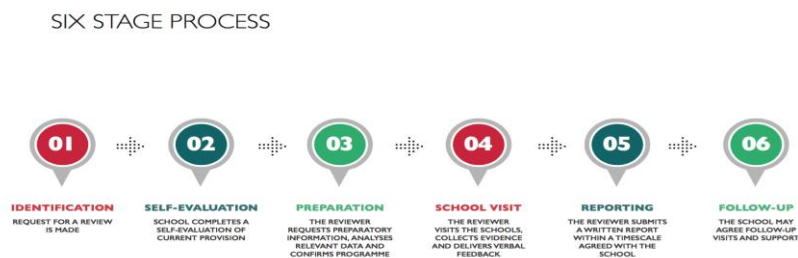 SIX STAGE PROCESS
01
02
03
04
05
06
IDENTIFICATION
REQUEST FOR A REVIEW
IS MADE
SELF-EVALUATION
SCHOOL COMPLETES A
SELF-EVALUATION OF
CURRENT PROVISION
PREPARATION
THE REVIEWER
REQUESTS PREPARATORY
INFORMATION, ANALYSES
RELEVANT DATA AND
CONFIRMS PROGRAMME
SCHOOL VISIT
THE REVIEWER
VISITS THE SCHOOLS,
COLLECTS EVIDENCE
AND DELIVERS VERBAL
FEEDBACK
REPORTING
THE REVIEWER SUBMITS
A WRITTEN REPORT
WITHIN A TIMESCALE
AGREED WITH THE
SCHOOL
FOLLOW-UP
THE SCHOOL MAY
AGREE FOLLOW-UP
VISITS AND SUPPORT